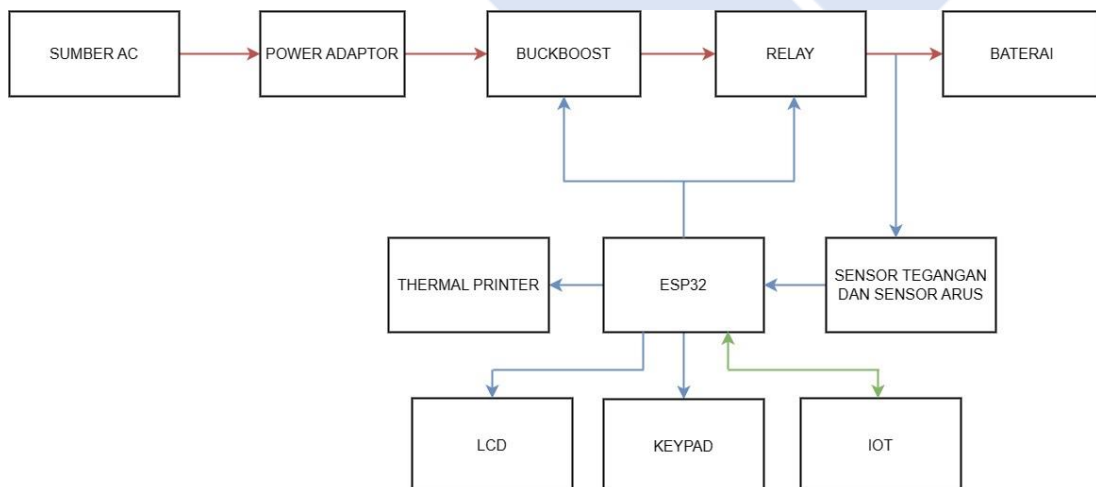 SUMBER AC
POWER ADAPTOR
BUCKBOOST
RELAY
BATERAI
THERMAL PRINTER
ESP32
SENSOR TEGANGAN
DAN SENSOR ARUS
LCD
KEYPAD
IOT